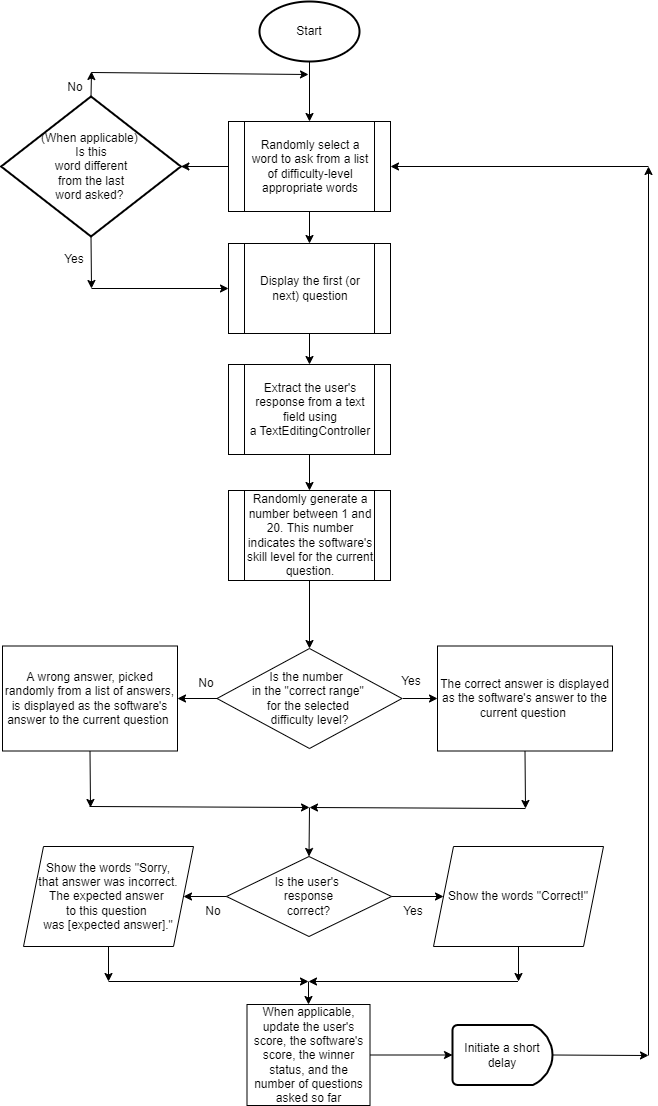 Start
No
(When applicable)
Is this
word different
from the last
word asked?
Randomly select a
word to ask from a list
of difficulty-level
appropriate words
Yes
Display the first (or
next) question
Extract the user's
response from a text
field using
a TextEditingController
Randomly generate a
number between 1 and
20. This number
indicates the software's
skill level for the current
question.
A wrong answer, picked
randomly from a list of answers,
is displayed as the software's
answer to the current question
No
Is the number
in the "correct range"
for the selected
difficulty level?
Yes
The correct answer is displayed
as the software's answer to the
current question
Show the words "Sorry,
that answer was incorrect.
The expected answer
to this question
was [expected answer]."
No
Is the user's
response
correct?
Yes
Show the words "Correct!"
When applicable,
update the user's
score, the software's
score, the winner
status, and the
number of questions
asked so far
Initiate a short
delay